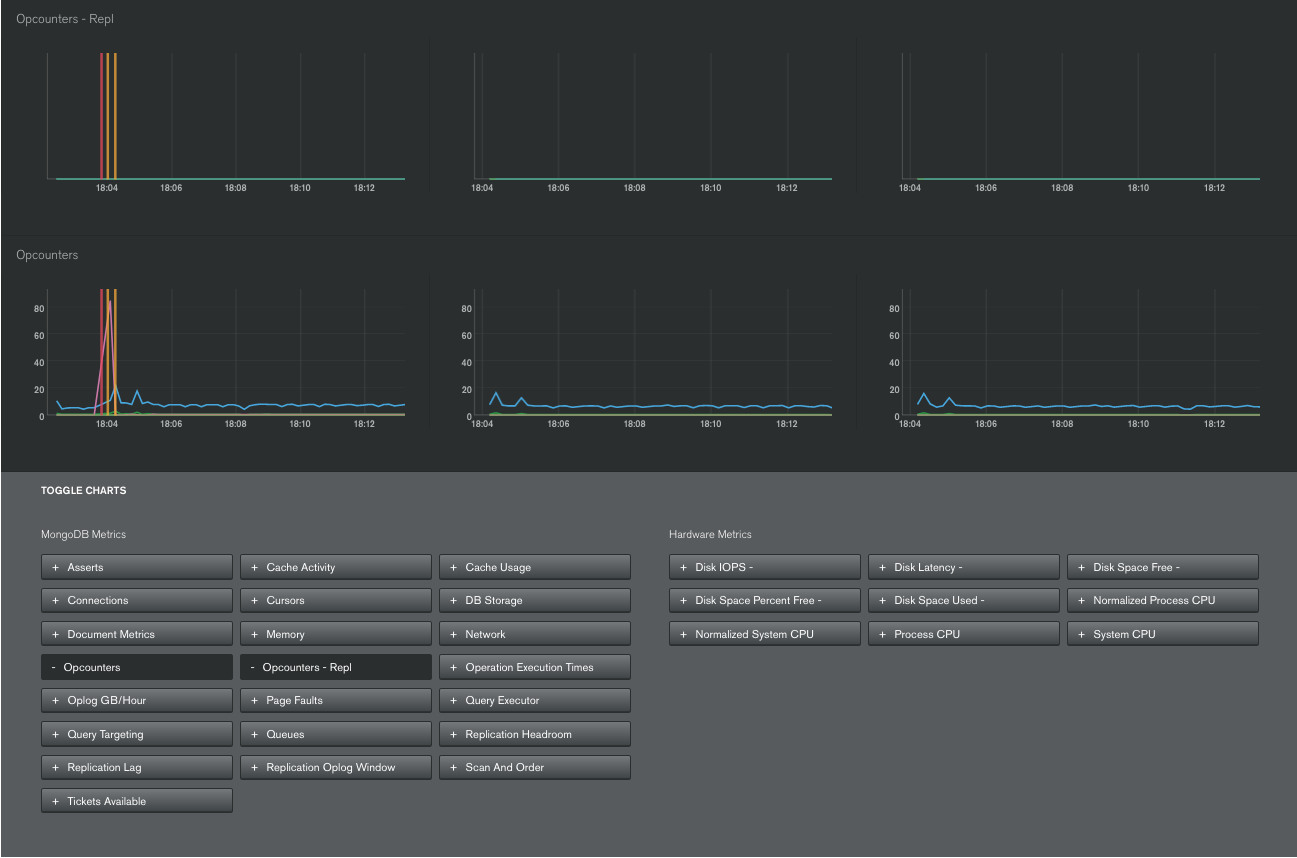 Opcounters - Repl
18:04 18:06 18:08 18:10 18:12 18:04 18:06 18:08 18:10 18:12 18:04 18:06 18:08 18:10 18:12
Opcounters
80 80 80
60 60 60
40 40 40
20 20 20
0 0 0
18:04 18:06 18:08 18:10 18:12 18:04 18:06 18:08 18:10 18:12 18:04 18:06 18:08 18:10 18:12
TOGGLE CHARTS
MongoDB Metrics
+ Asserts + Cache Activity + Cache Usage
+ Connections + Cursors + DB Storage
+ Document Metrics + Memory + Network
- Opcounters - Opcounters - Repl + Operation Execution Times
+ Oplog GB/Hour + Page Faults + Query Executor
+ Query Targeting + Queues + Replication Headroom
+ Replication Lag + Replication Oplog Window + Scan And Order
+ Tickets Available
Hardware Metrics
+ Disk IOPS - + Disk Latency - + Disk Space Free -
+ Disk Space Percent Free - + Disk Space Used - + Normalized Process CPU
+ Normalized System CPU + Process CPU + System CPU